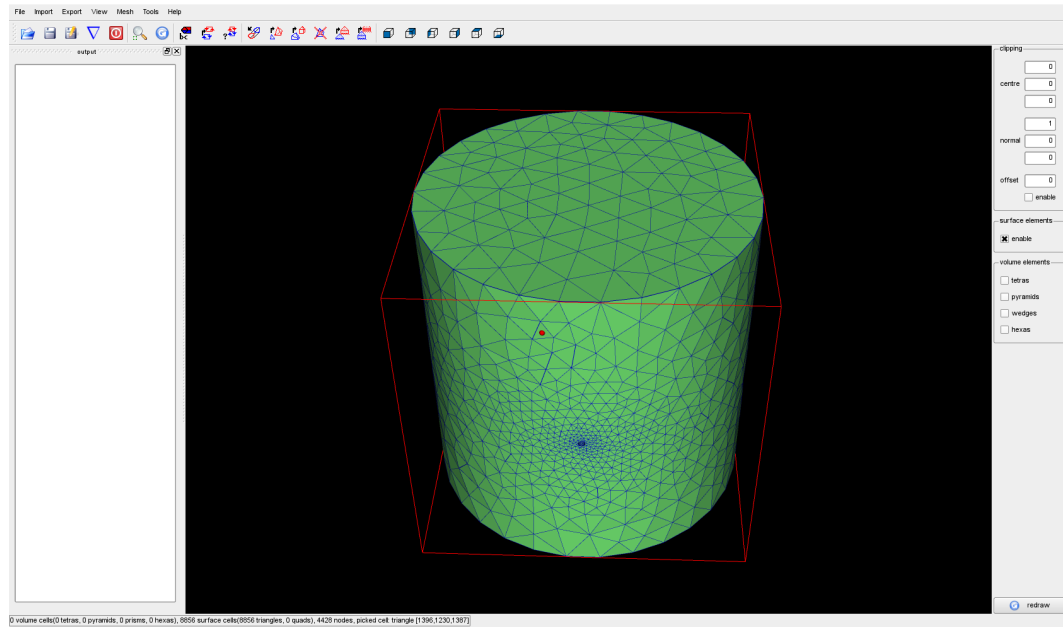 File Import Export View Mesh Tools Help
output
clipping
0
centre 0
0
1
normal 0
0
offset 0
enable
surface elements
enable
volume elements
tetras
pyramids
wedges
hexas
redraw
0 volume cells(0 tetras, 0 pyramids, 0 prisms, 0 hexas), 8856 surface cells(8856 triangles, 0 quads), 4428 nodes, picked cell: triangle [1396,1230,1387]